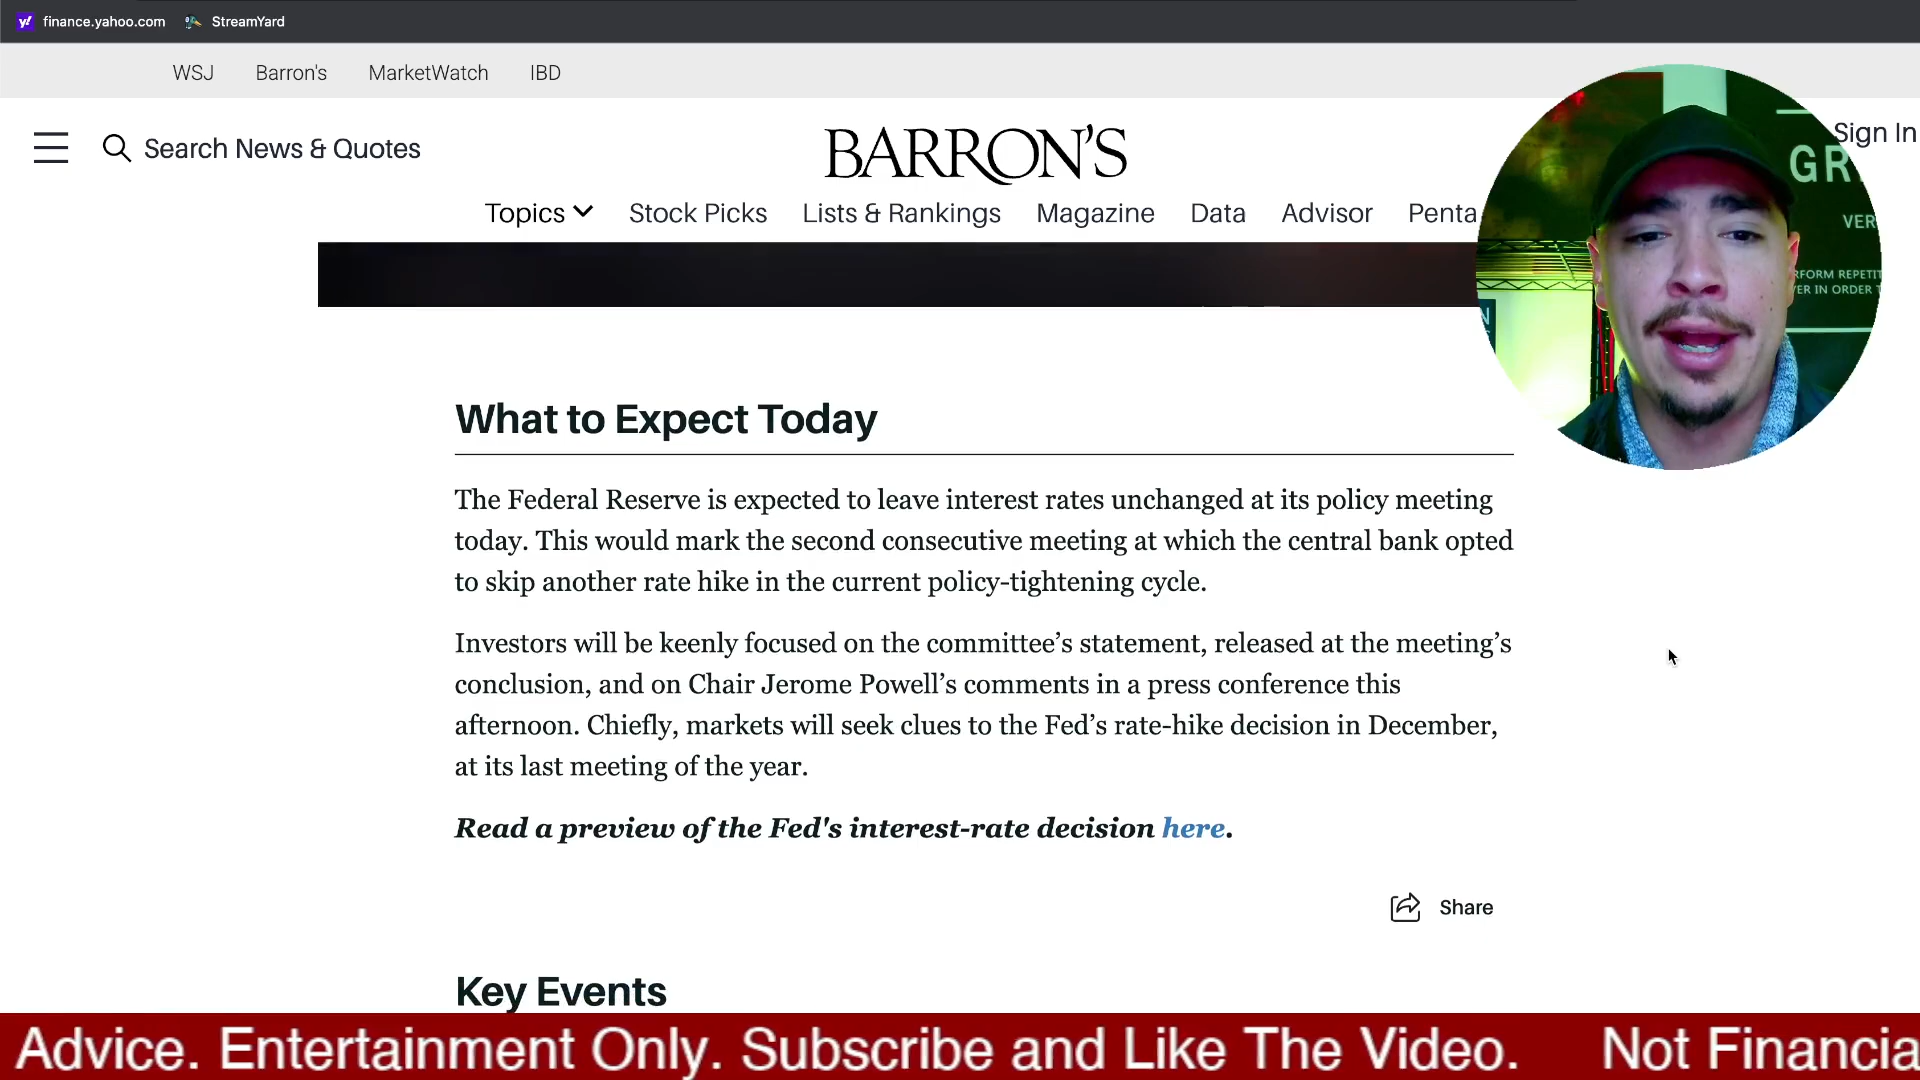 finance.yahoo.com StreamYard
WSJ Barron's MarketWatch IBD
Search News & Quotes
BARRON'S
Sign In
Topics Stock Picks Lists & Rankings Magazine Data Advisor Penta
What to Expect Today
The Federal Reserve is expected to leave interest rates unchanged at its policy meeting
today. This would mark the second consecutive meeting at which the central bank opted
to skip another rate hike in the current policy-tightening cycle.
Investors will be keenly focused on the committee’s statement, released at the meeting’s
conclusion, and on Chair Jerome Powell’s comments in a press conference this
afternoon. Chiefly, markets will seek clues to the Fed’s rate-hike decision in December,
at its last meeting of the year.
Read a preview of the Fed's interest-rate decision here.
Share
Key Events
Advice. Entertainment Only. Subscribe and Like The Video. Not Financia